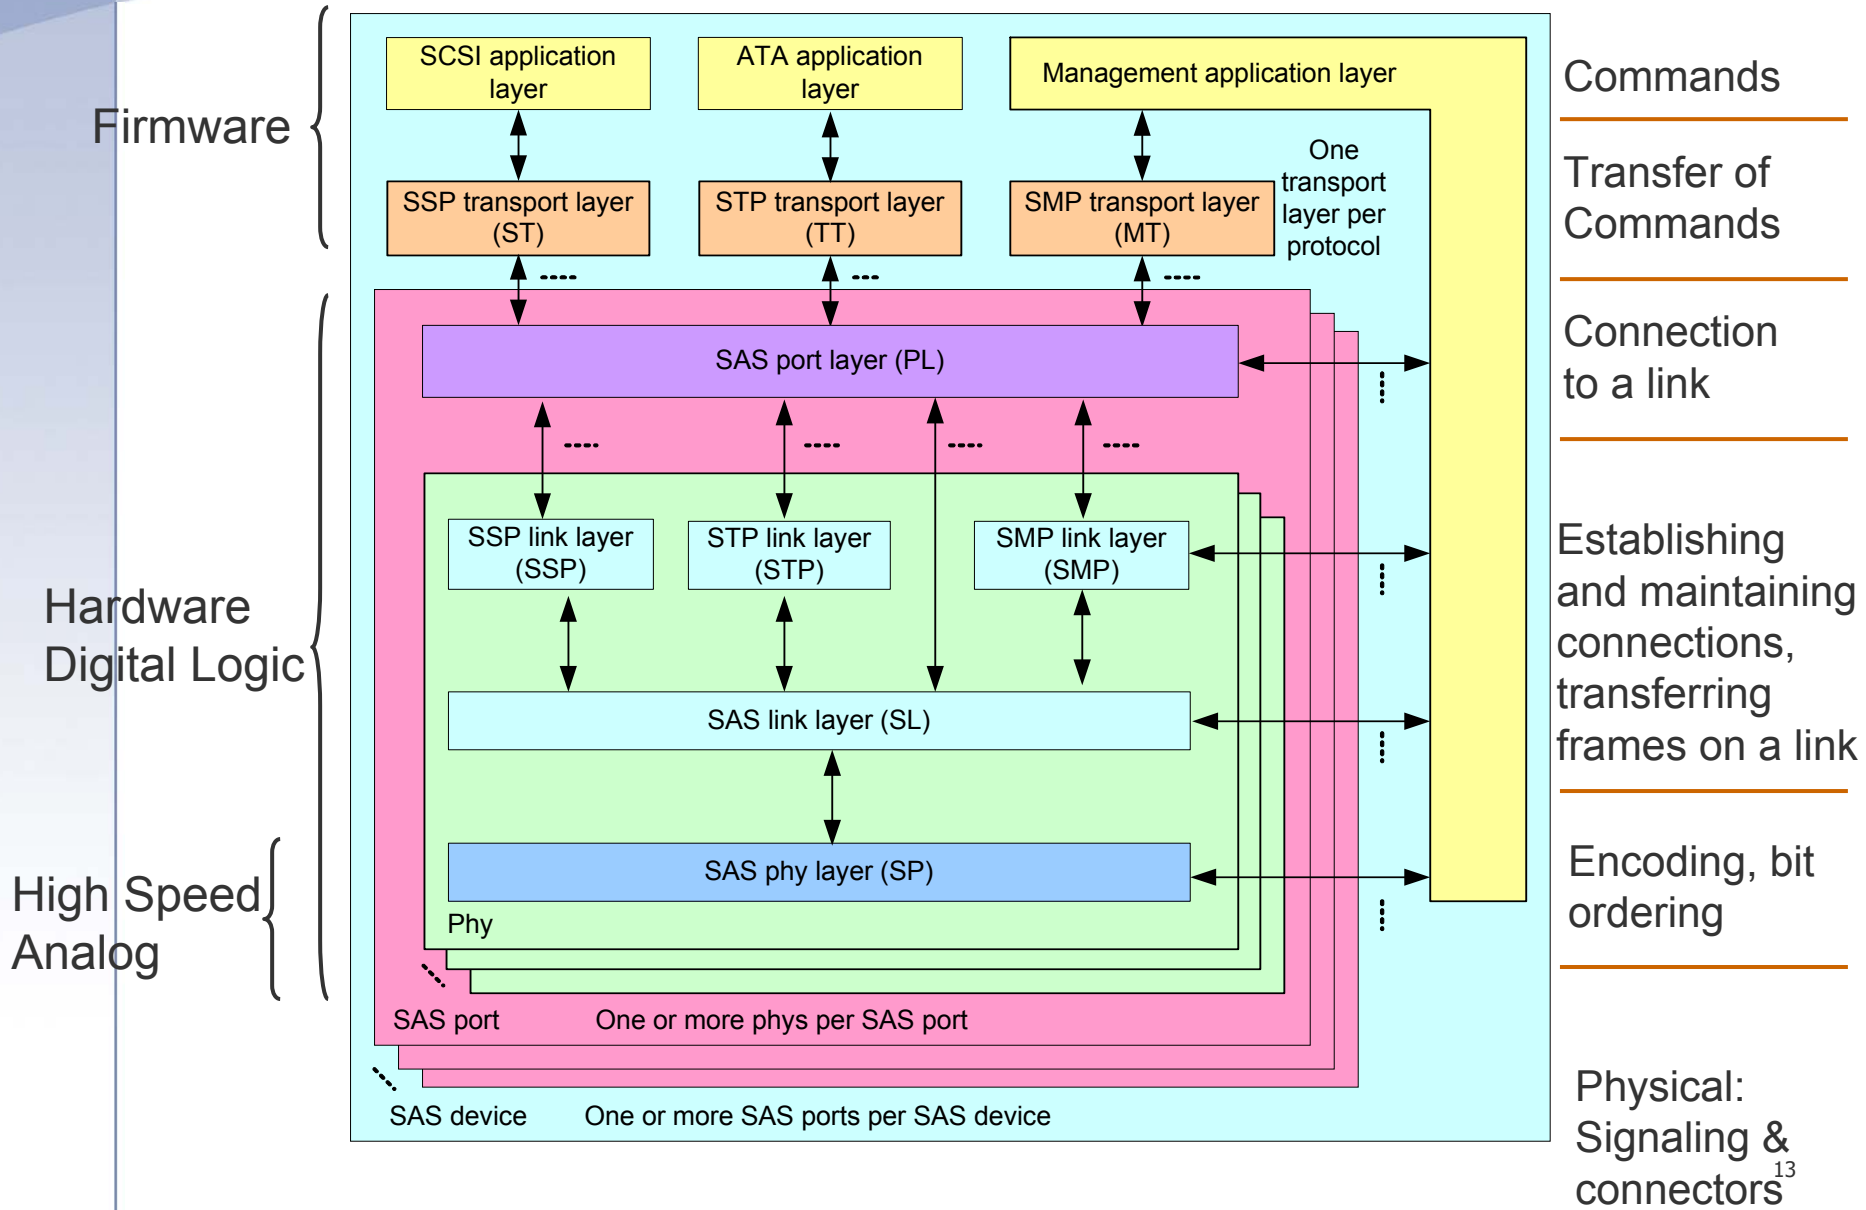 SCSI application
layer
ATA application
layer
Management application layer
Commands
Firmware
One
transport
layer per
protocol
SSP transport layer
(ST)
STP transport layer
(TT)
SMP transport layer
(MT)
Transfer of
Commands
SAS port layer (PL)
Connection
to a link
SSP link layer
(SSP)
STP link layer
(STP)
SMP link layer
(SMP)
Hardware
Digital Logic
SAS link layer (SL)
Establishing
and maintaining
connections,
transferring
frames on a link
SAS phy layer (SP)
Phy
High Speed
Analog
Encoding, bit
ordering
SAS port
One or more phys per SAS port
SAS device
One or more SAS ports per SAS device
Physical:
Signaling &
connectors
13